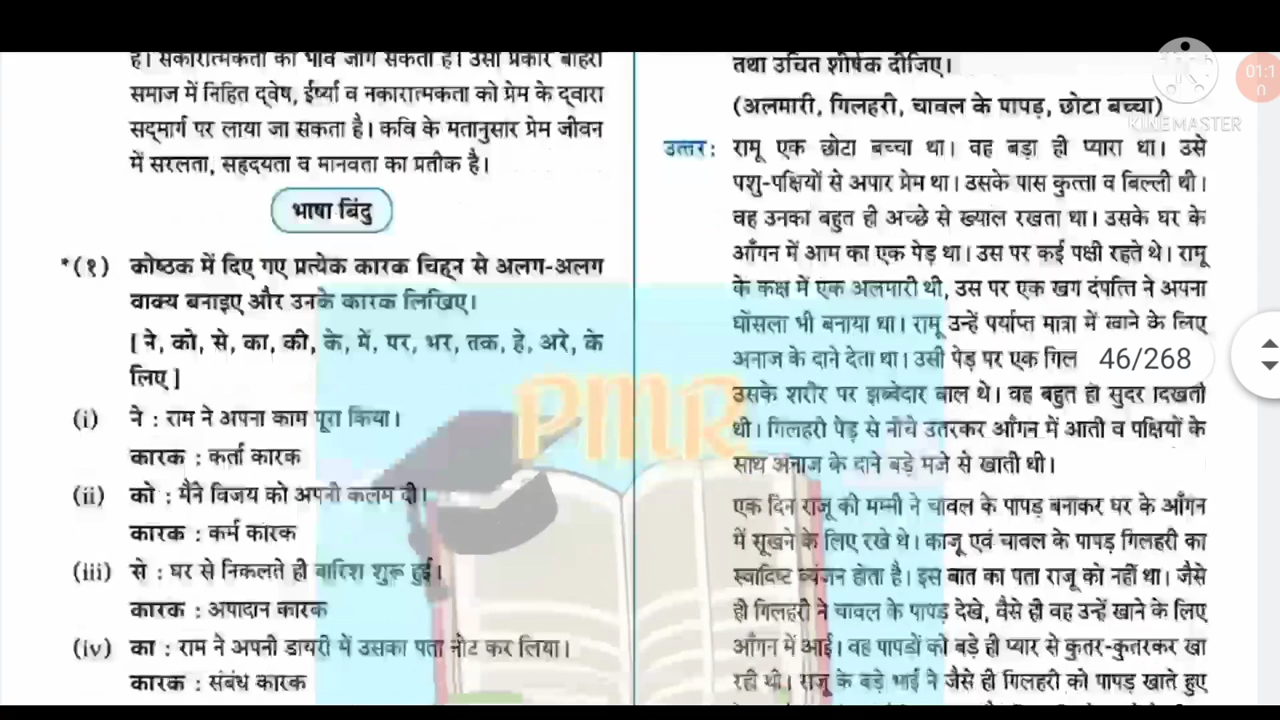 है। सकारात्मकता का भाव जाग सकता है। उसी प्रकार बाहरी
समाज में निहित द्वेष, ईर्ष्या व नकारात्मकता को प्रेम के द्वारा
सद्मार्ग पर लाया जा सकता है। कवि के मतानुसार प्रेम जीवन
में सरलता, सहृदयता व मानवता का प्रतीक है।
भाषा बिंदु
*(१) कोष्ठक में दिए गए प्रत्येक कारक चिह्न से अलग-अलग
वाक्य बनाइए और उनके कारक लिखिए।
[ ने, को, से, का, की, के, में, पर, भर, तक, हे, अरे, के
लिए ]
(i) ने : राम ने अपना काम पूरा किया।
कारक : कर्ता कारक
(ii) को : मैंने विजय को अपनी कलम दी।
कारक : कर्म कारक
(iii) से : घर से निकलते ही बारिश शुरू हुई।
कारक : अपादान कारक
(iv) का : राम ने अपनी डायरी में उसका पता नोट कर लिया।
कारक : संबंध कारक
तथा उचित शीर्षक दीजिए।
(अलमारी, गिलहरी, चावल के पापड़, छोटा बच्चा)
उत्तर : रामू एक छोटा बच्चा था। वह बड़ा ही प्यारा था। उसे
पशु-पक्षियों से अपार प्रेम था। उसके पास कुत्ता व बिल्ली थी।
वह उनका बहुत ही अच्छे से ख्याल रखता था। उसके घर के
आँगन में आम का एक पेड़ था। उस पर कई पक्षी रहते थे। रामू
के कक्ष में एक अलमारी थी, उस पर एक खग दंपत्ति ने अपना
घोंसला भी बनाया था। रामू उन्हें पर्याप्त मात्रा में खाने के लिए
अनाज के दाने देता था। उसी पेड़ पर एक गिल
उसके शरीर पर झब्बेदार बाल थे। वह बहुत ही सुंदर दिखती
थी। गिलहरी पेड़ से नीचे उतरकर आँगन में आती व पक्षियों के
साथ अनाज के दाने बड़े मजे से खाती थी।
एक दिन राजू की मम्मी ने चावल के पापड़ बनाकर घर के आँगन
में सूखने के लिए रखे थे। काजू एवं चावल के पापड़ गिलहरी का
स्वादिष्ट व्यंजन होता है। इस बात का पता राजू को नहीं था। जैसे
ही गिलहरी ने चावल के पापड़ देखे, वैसे ही वह उन्हें खाने के लिए
आँगन में आई। वह पापड़ों को बड़े ही प्यार से कुतर-कुतरकर खा
रही थी। राजू के बड़े भाई ने जैसे ही गिलहरी को पापड़ खाते हुए
46/268
KINEMASTER
01:1
PMR